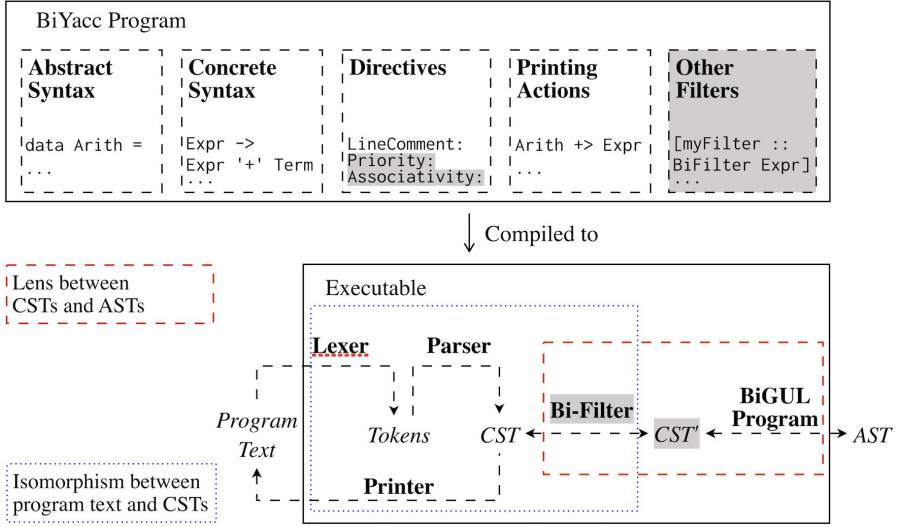 BiYacc Program
Abstract
Syntax
data Arith =
...
Concrete
Syntax
Expr ->
Expr '+' Term
...
Directives
LineComment:
Priority:
Associativity:
Printing
Actions
Arith +> Expr
...
Other
Filters
[myFilter ::
BiFilter Expr]
...
Compiled to
Lens between
CSTs and ASTs
Executable
Lexer
Parser
Program
Text
Tokens
CST
Bi-Filter
CST'
BiGUL
Program
AST
Printer
Isomorphism between
program text and CSTs